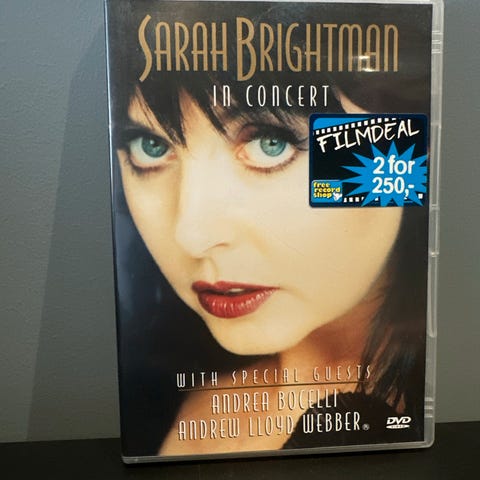 SARAH BRIGHTMAN
IN CONCERT
FILMDEAL
2 for
250,-
free
record
shop
WITH SPECIAL GUESTS
ANDREA BOCELLI
ANDREW LLOYD WEBBER®
DVD
VIDEO